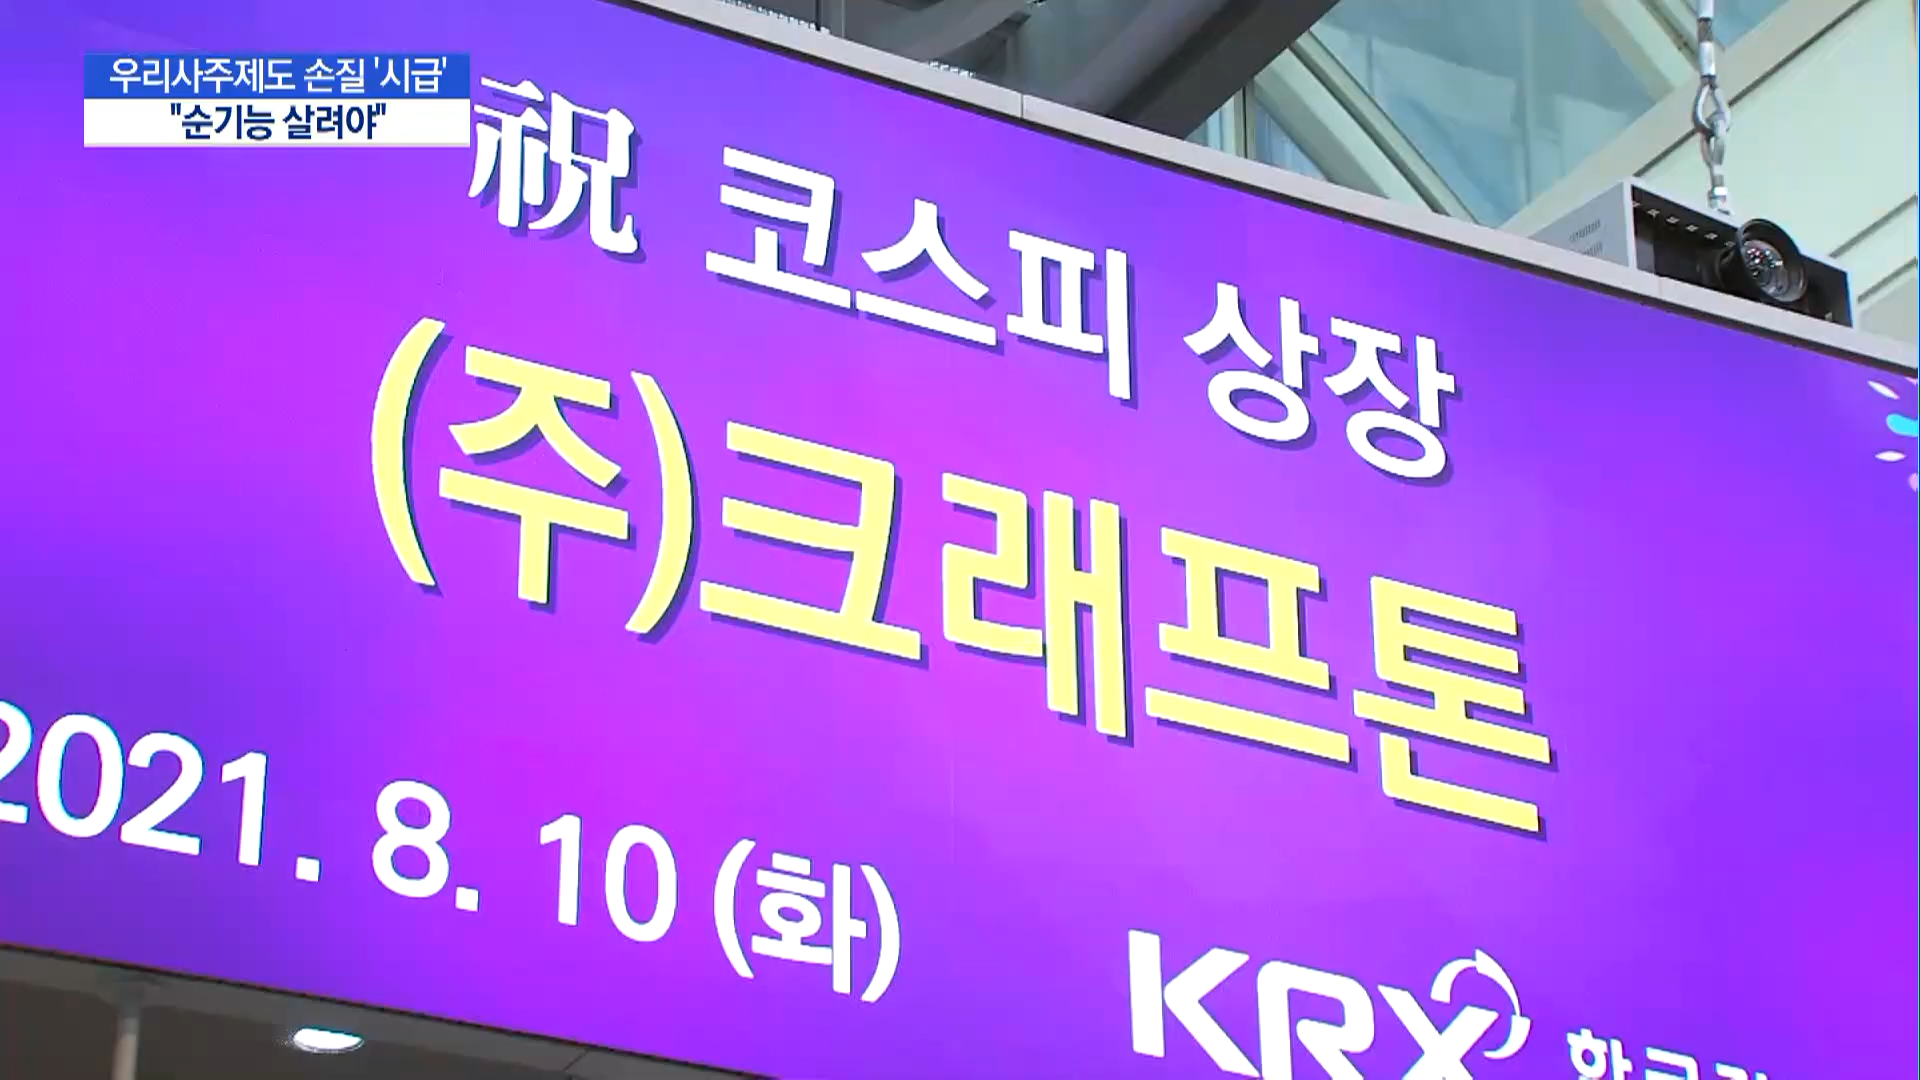 우리사주제도 손질 '시급'
"순기능 살려야"
祝 코스피 상장
(주)크래프톤
2021. 8. 10 (화)
KRX